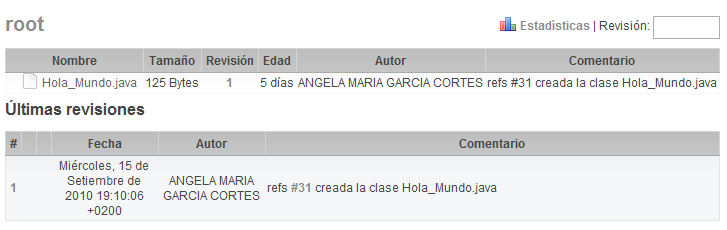 root
Estadísticas | Revisión:
Nombre Tamaño Revisión Edad Autor Comentario
Hola_Mundo.java 125 Bytes 1 5 días ANGELA MARIA GARCIA CORTES refs #31 creada la clase Hola_Mundo.java
Últimas revisiones
# Fecha Autor Comentario
1 Miércoles, 15 de Setiembre de 2010 19:10:06 +0200 ANGELA MARIA GARCIA CORTES refs #31 creada la clase Hola_Mundo.java